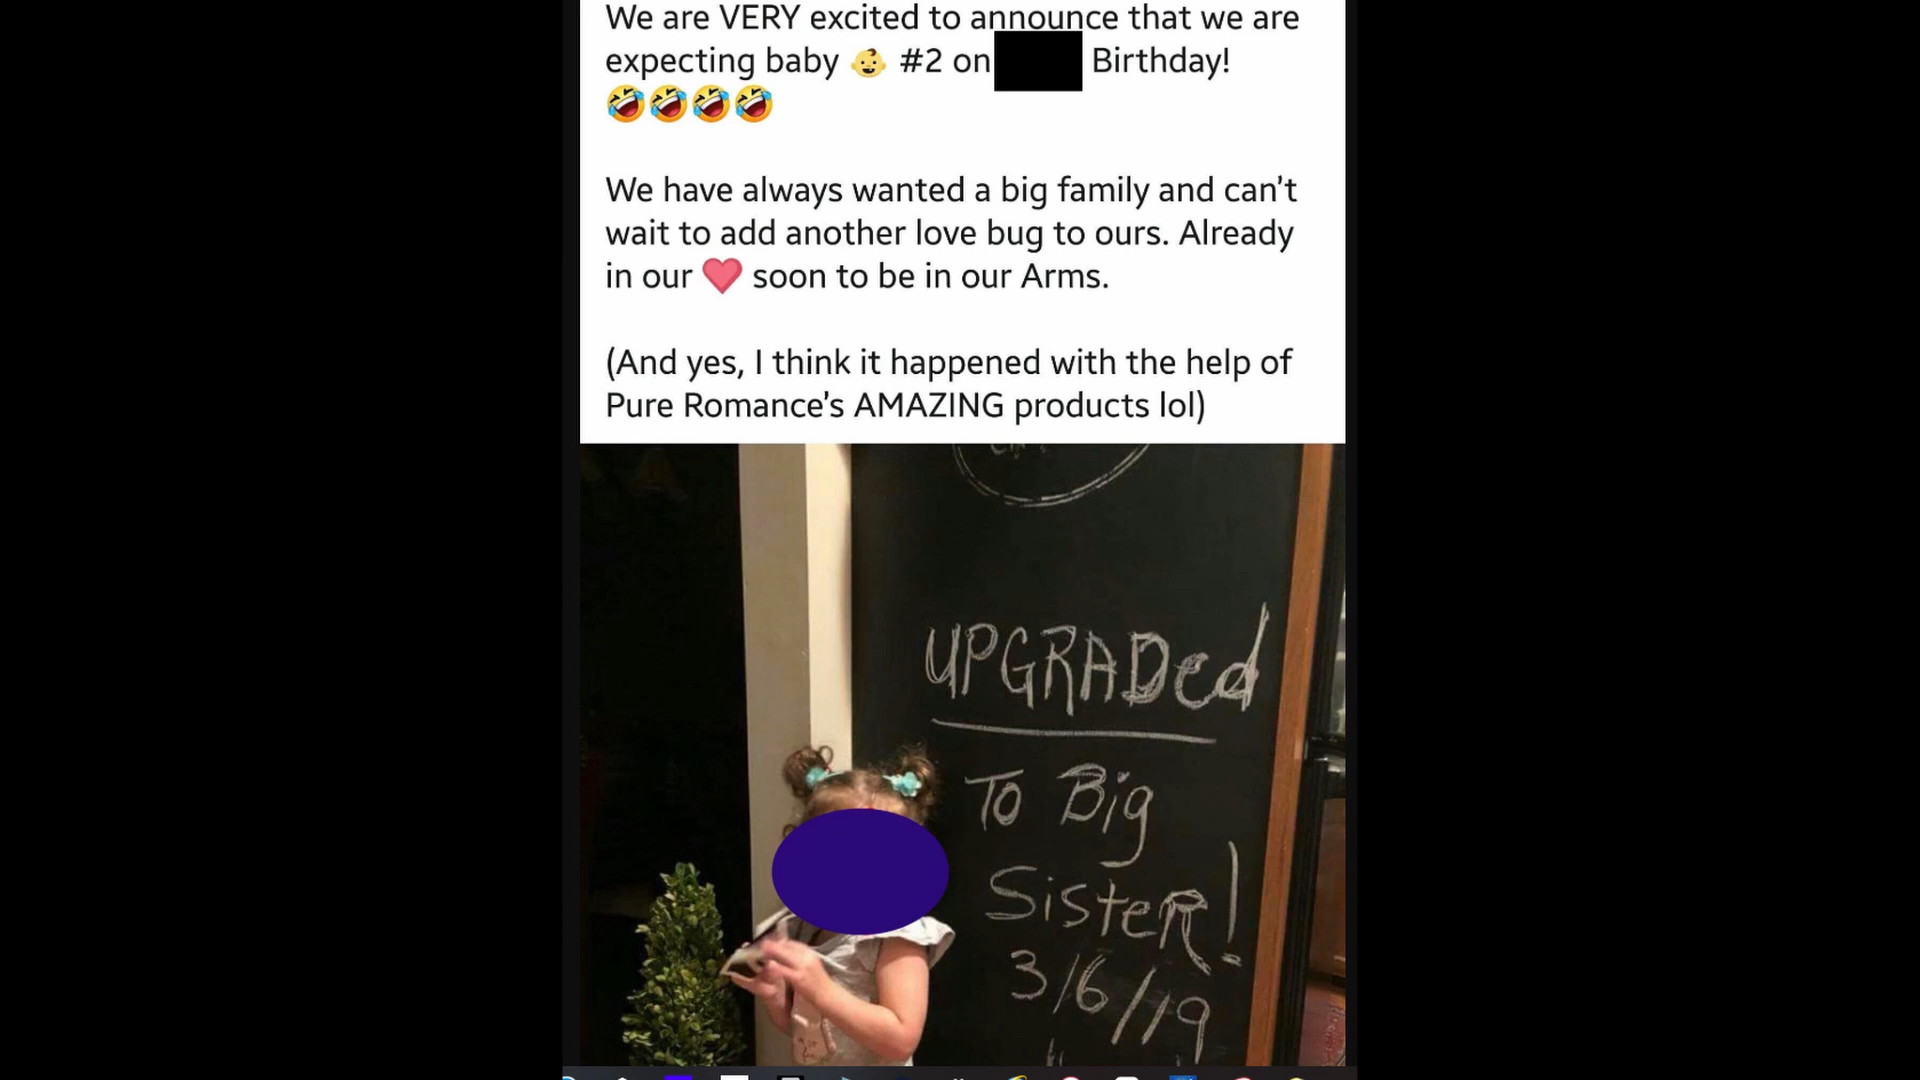 We are VERY excited to announce that we are
expecting baby 👶 #2 on Birthday!
🤣🤣🤣🤣
We have always wanted a big family and can't
wait to add another love bug to ours. Already
in our ❤️ soon to be in our Arms.
(And yes, I think it happened with the help of
Pure Romance's AMAZING products lol)
UPGRADed
To Big
SisteR!
3/6/19